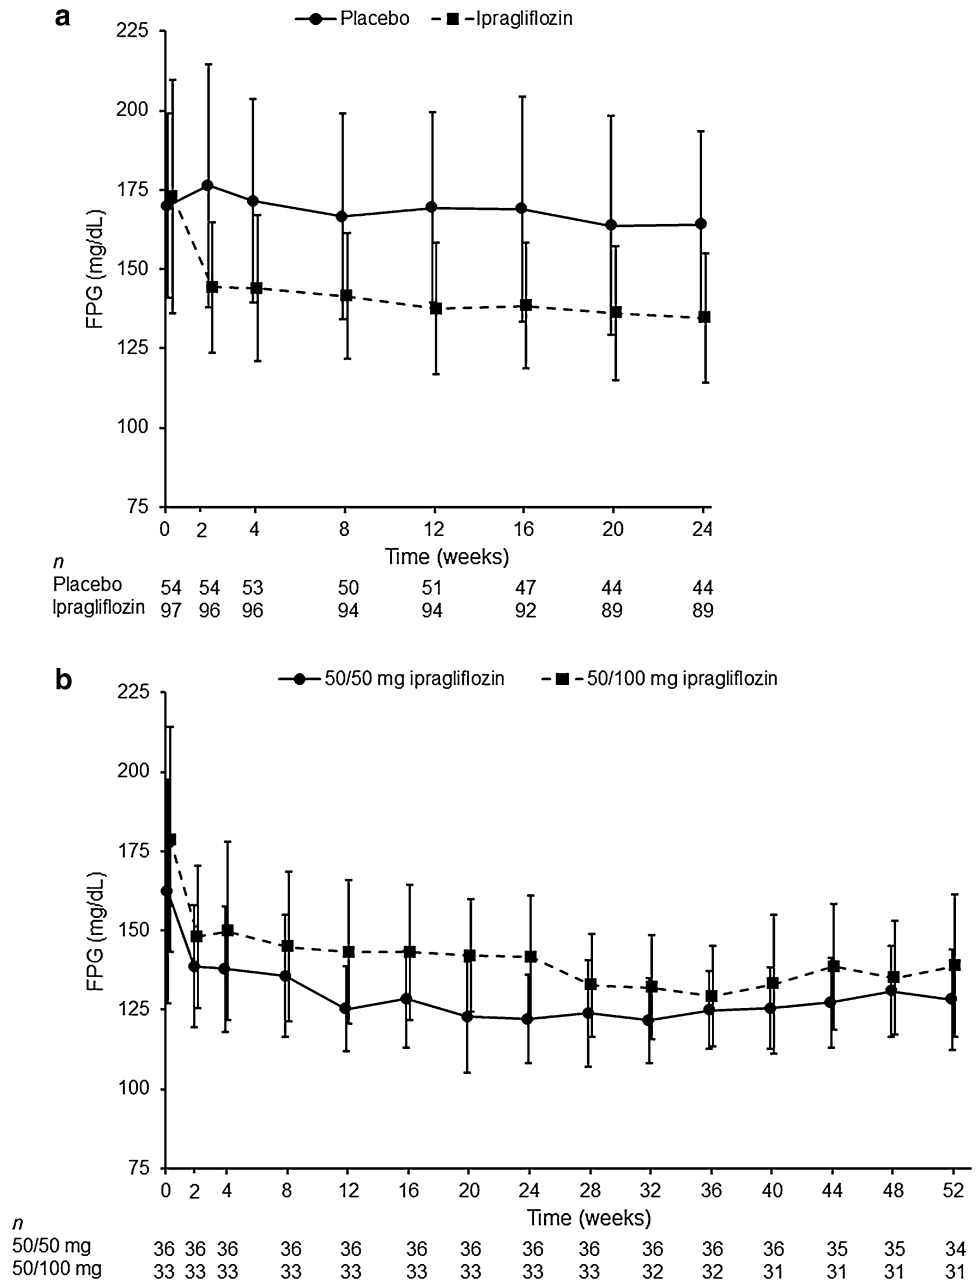 a
Placebo Ipragliflozin
225
200
175
150
125
100
75
FPG (mg/dL)
0 2 4 8 12 16 20 24
Time (weeks)
n
Placebo 54 54 53 50 51 47 44 44
Ipragliflozin 97 96 96 94 94 92 89 89
b
50/50 mg ipragliflozin 50/100 mg ipragliflozin
225
200
175
150
125
100
75
FPG (mg/dL)
0 2 4 8 12 16 20 24 28 32 36 40 44 48 52
Time (weeks)
n
50/50 mg 36 36 36 36 36 36 36 36 36 36 36 36 35 35 34
50/100 mg 33 33 33 33 33 33 33 33 33 32 32 31 31 31 31